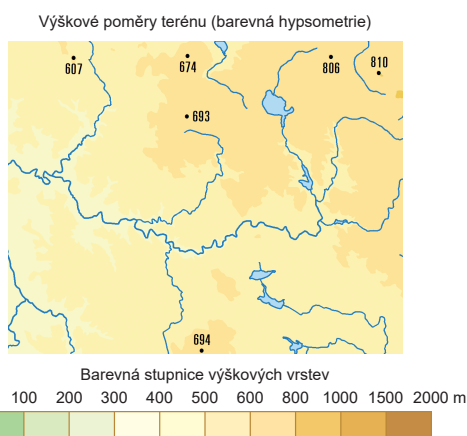 Výškové poměry terénu (barevná hypsometrie)
607
674
806
810
693
694
Barevná stupnice výškových vrstev
100 200 300 400 500 600 800 1000 1500 2000 m